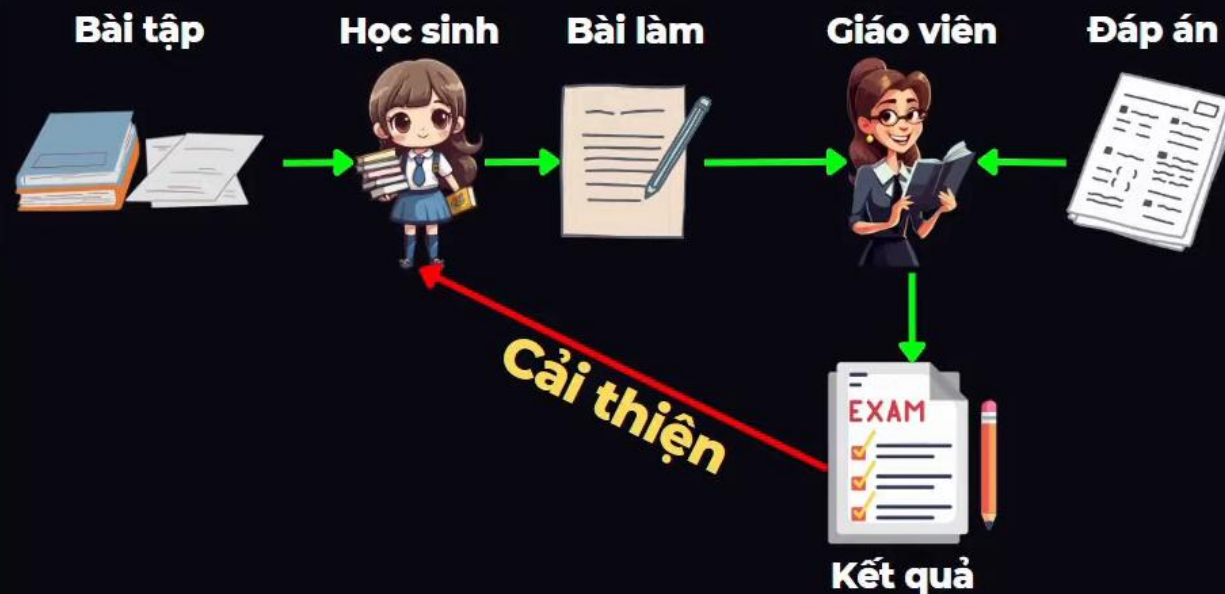 Bài tập
Học sinh
Bài làm
Giáo viên
Đáp án
Cải thiện
EXAM
Kết quả